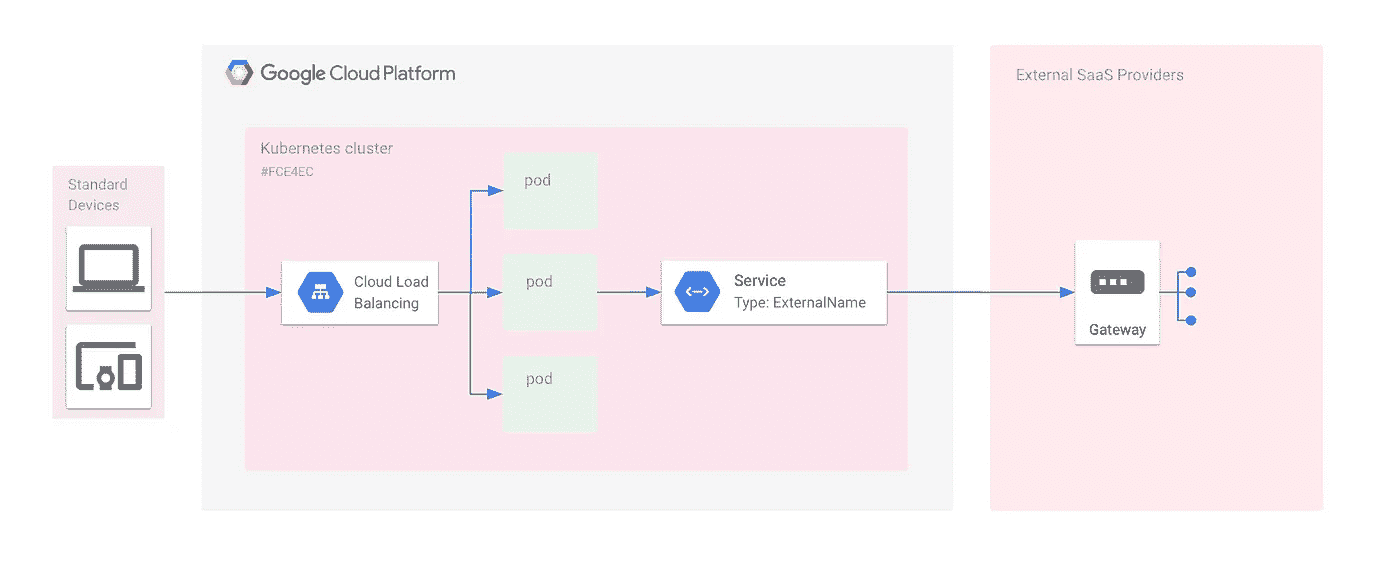 Google Cloud Platform
External SaaS Providers
Kubernetes cluster
#FCE4EC
Standard
Devices
pod
Cloud Load
Balancing
pod
Service
Type: ExternalName
Gateway
pod